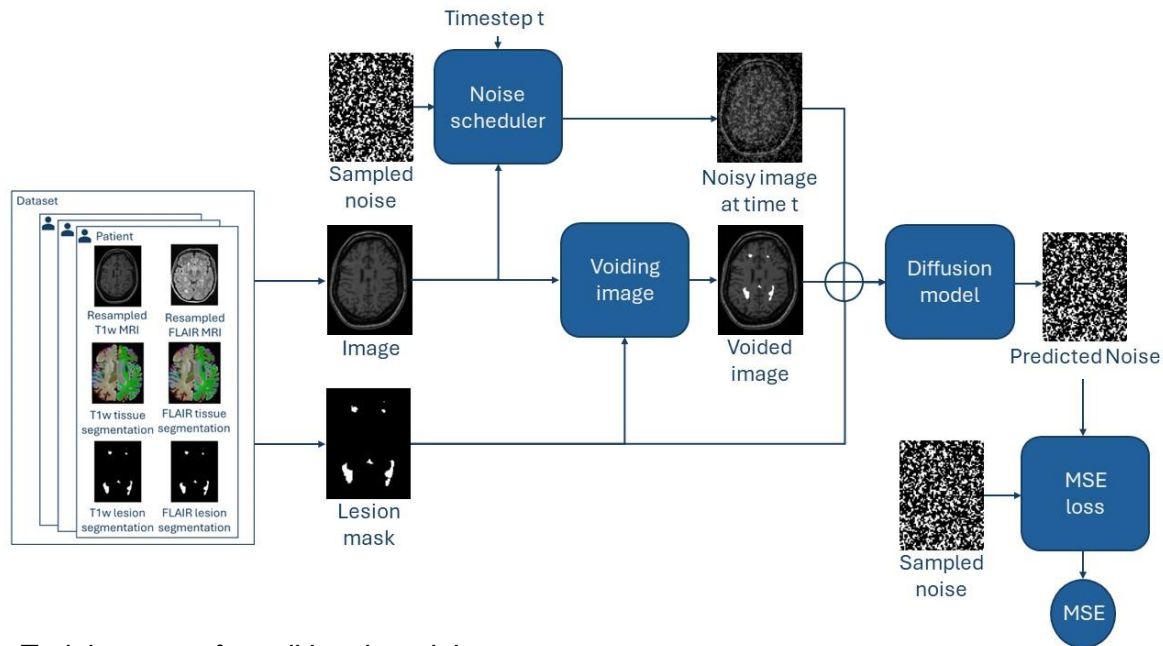 Timestep t
Noise
scheduler
Sampled
noise
Noisy image
at time t
Dataset
Patient
Resampled
T1w MRI
Resampled
FLAIR MRI
T1w tissue
segmentation
FLAIR tissue
segmentation
T1w lesion
segmentation
FLAIR lesion
segmentation
Image
Voiding
image
Voided
image
Lesion
mask
Diffusion
model
Predicted Noise
Sampled
noise
MSE
loss
MSE